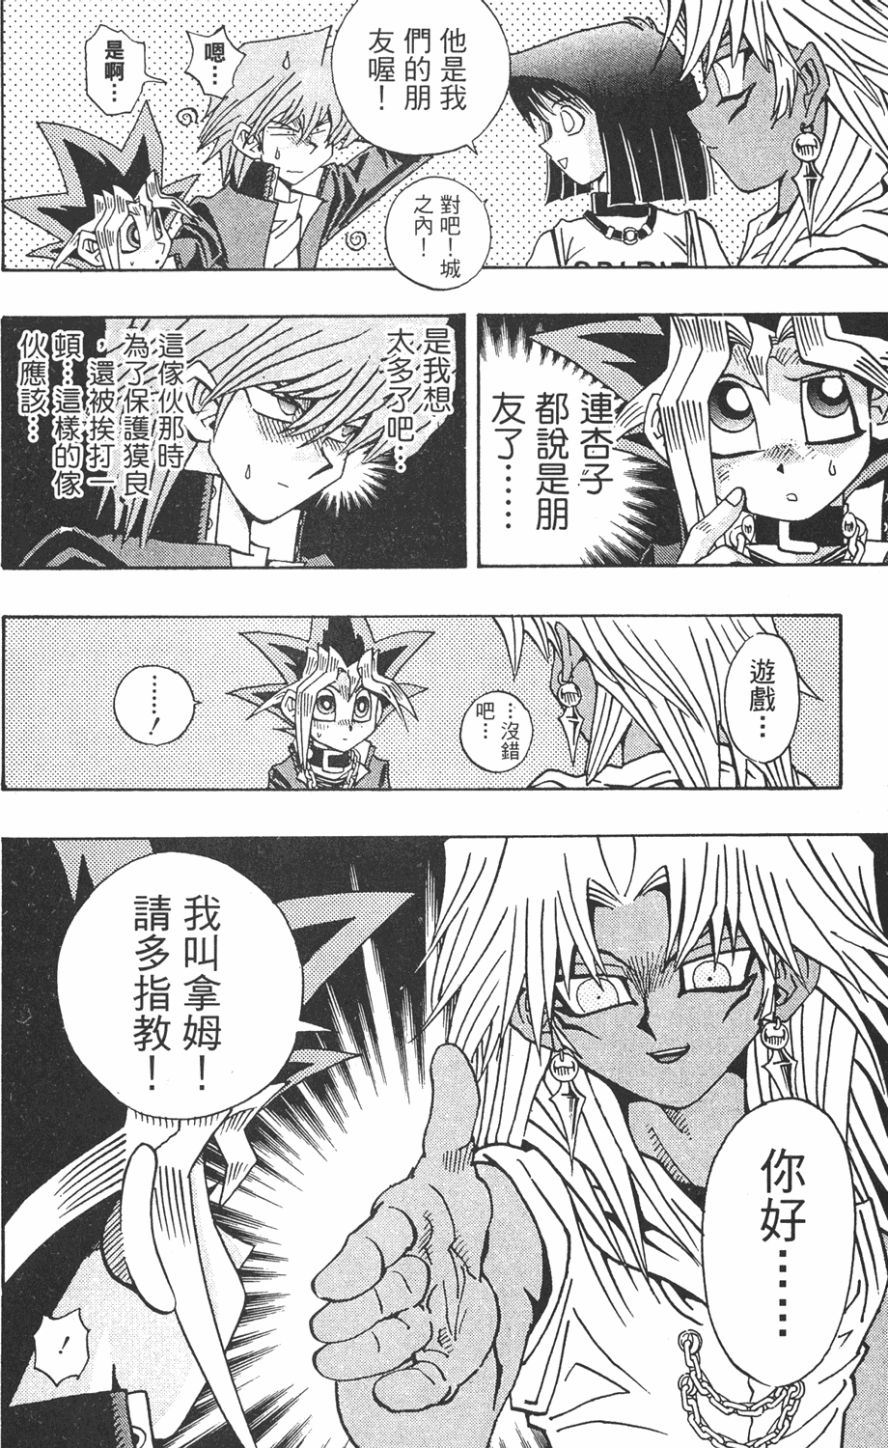 他是我
們的朋
友喔！
對吧！城
之內！
嗯…
是啊…
連杏子
都說是朋
友了……
是我想
太多了吧…
這傢伙那時
為了保護獏良
，還被挨打一
頓…這樣的傢
伙應該…
遊戲…
…沒錯
吧…
……！
你好……
我叫拿姆！
請多指教！
！